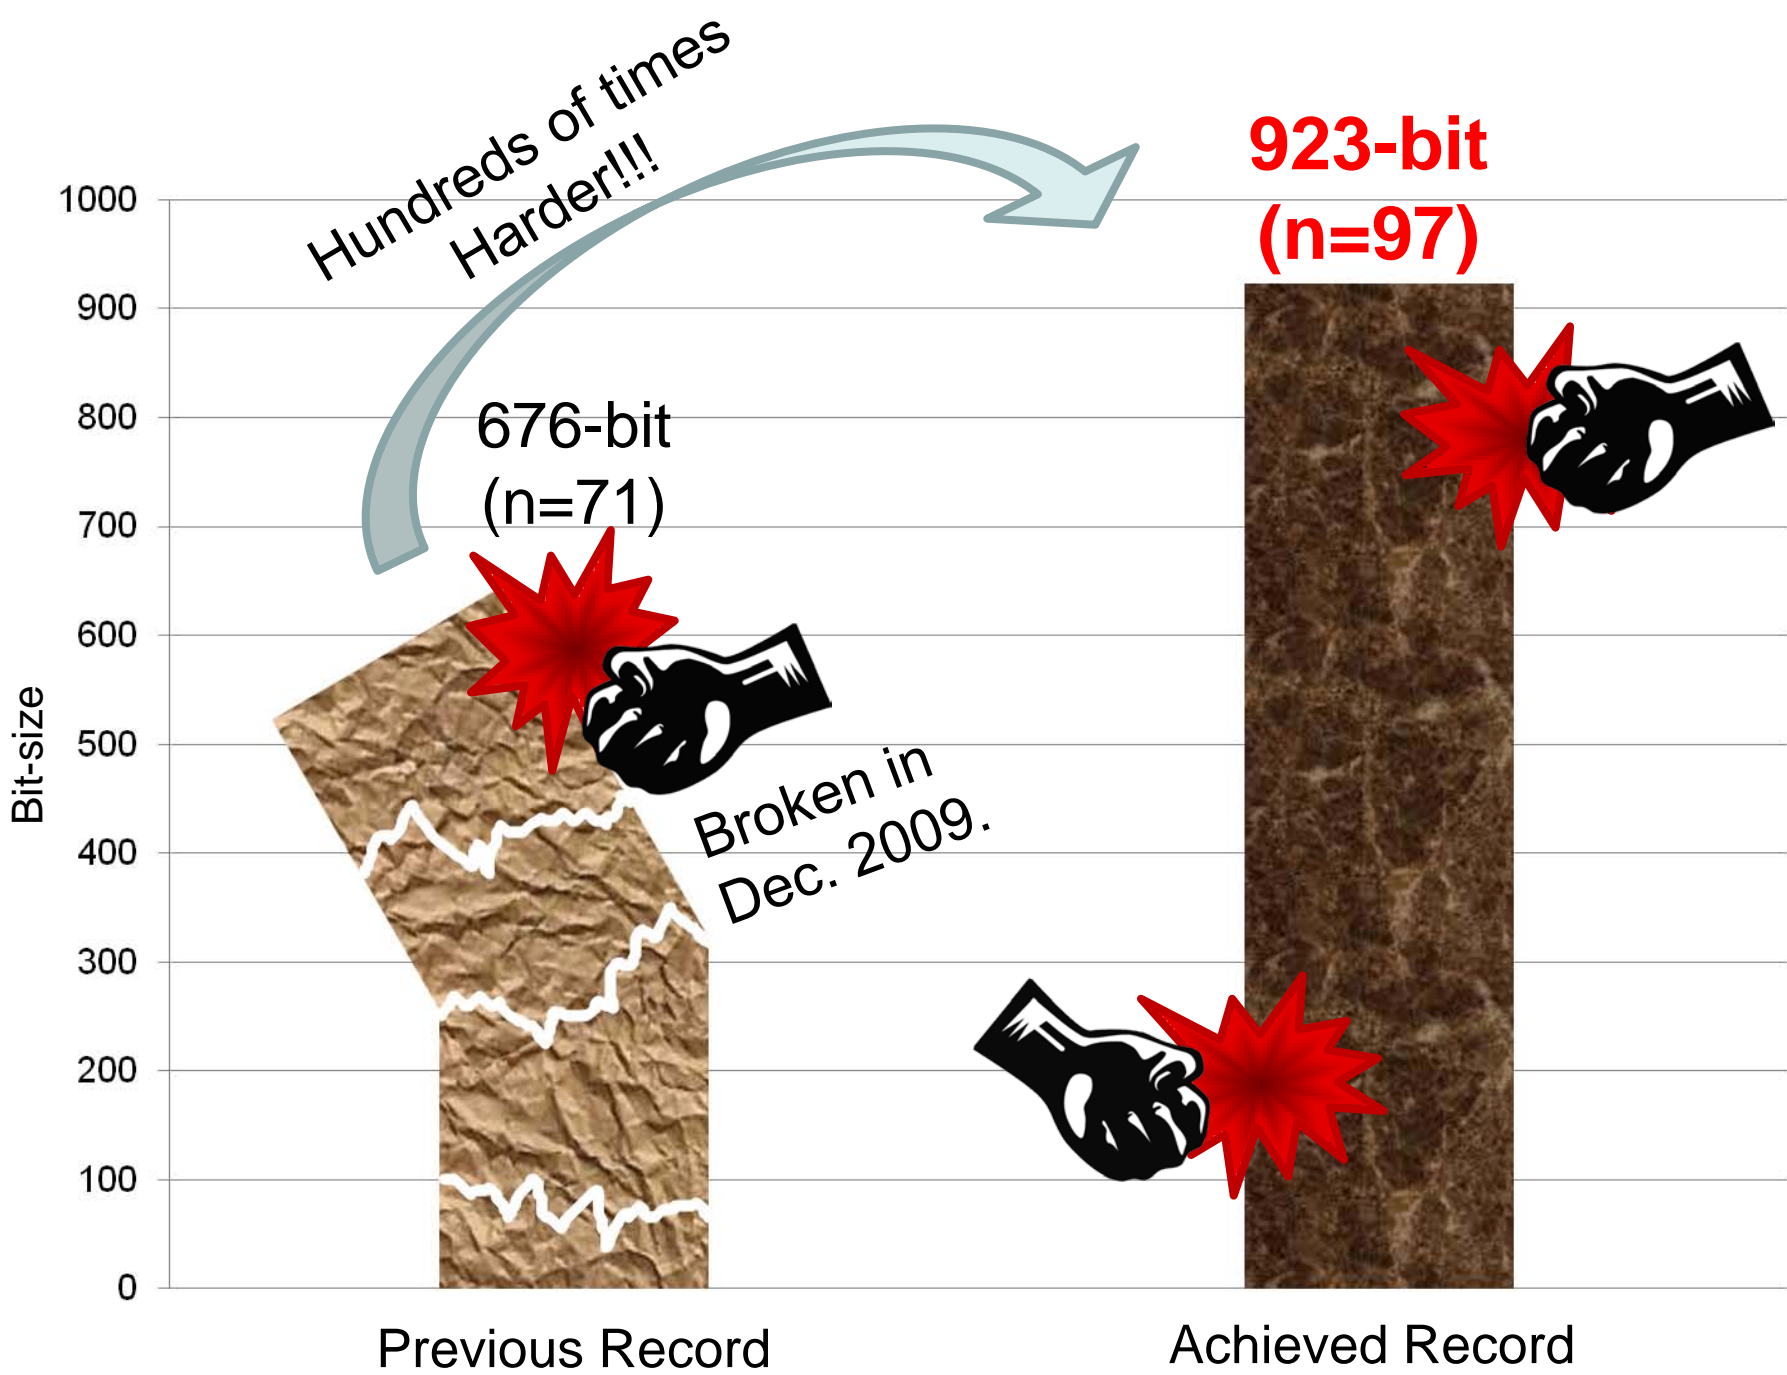 Hundreds of times
Harder!!!
923-bit
(n=97)
676-bit
(n=71)
Broken in
Dec. 2009.
Bit-size
1000
900
800
700
600
500
400
300
200
100
0
Previous Record
Achieved Record